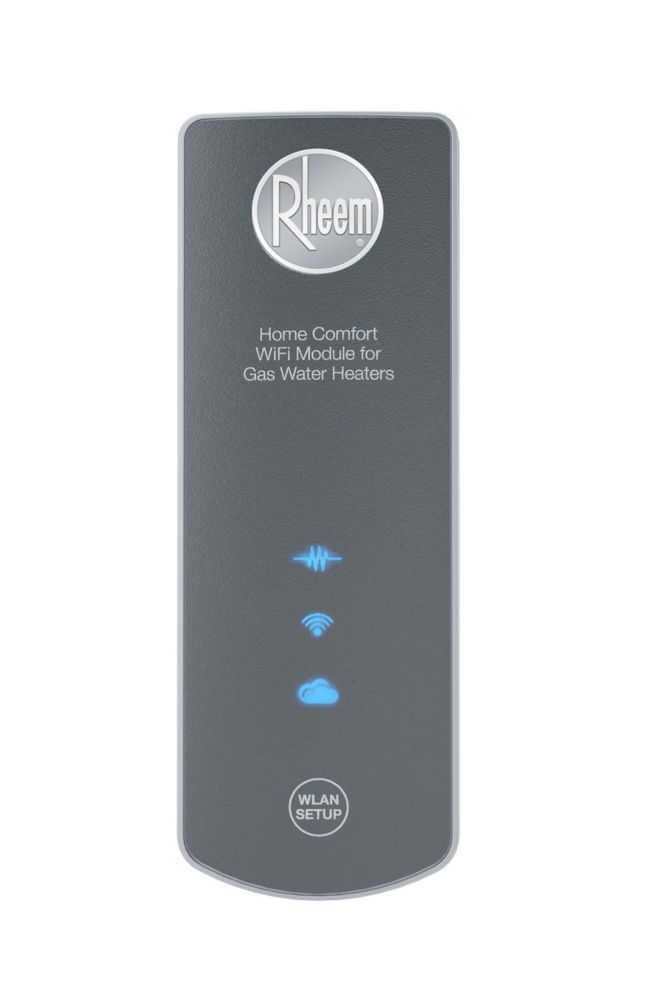 Rheem®
Home Comfort
WiFi Module for
Gas Water Heaters
WLAN
SETUP